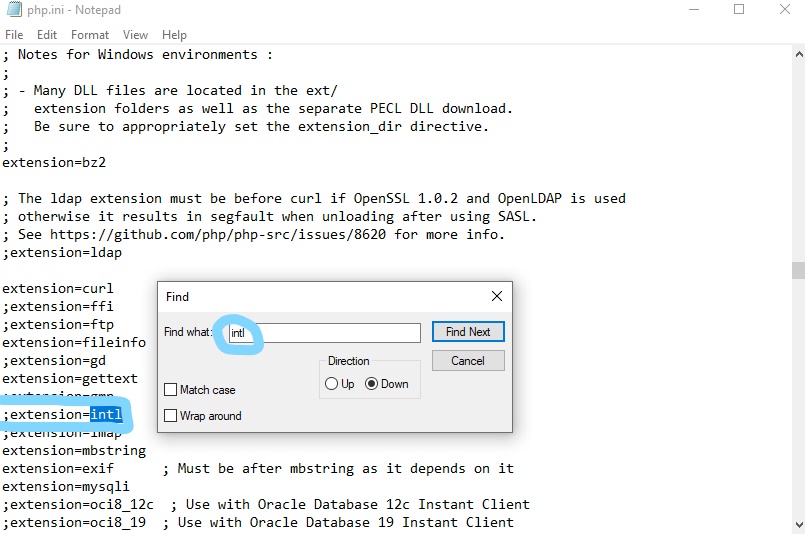 php.ini - Notepad
File Edit Format View Help
; Notes for Windows environments :
;
; - Many DLL files are located in the ext/
;   extension folders as well as the separate PECL DLL download.
;   Be sure to appropriately set the extension_dir directive.
;
extension=bz2
; The ldap extension must be before curl if OpenSSL 1.0.2 and OpenLDAP is used
; otherwise it results in segfault when unloading after using SASL.
; See https://github.com/php/php-src/issues/8620 for more info.
;extension=ldap
extension=curl
;extension=ffi
;extension=ftp
extension=fileinfo
;extension=gd
extension=gettext
;extension=gmp
;extension=intl
;extension=imap
extension=mbstring
extension=exif      ; Must be after mbstring as it depends on it
extension=mysqli
;extension=oci8_12c  ; Use with Oracle Database 12c Instant Client
;extension=oci8_19  ; Use with Oracle Database 19 Instant Client
Find
Find what: intl
Find Next
Cancel
Direction
Up Down
Match case
Wrap around